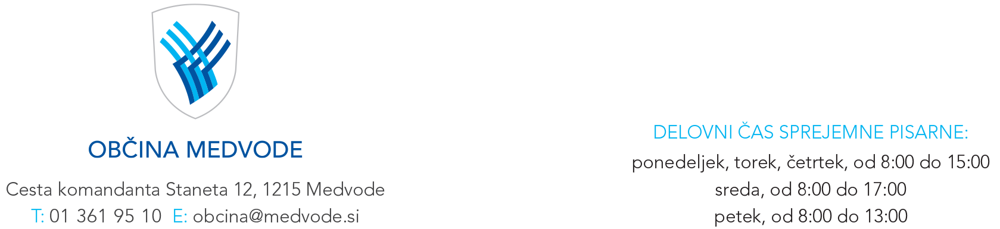 OBČINA MEDVODE
Cesta komandanta Staneta 12, 1215 Medvode
T: 01 361 95 10 E: obcina@medvode.si
DELOVNI ČAS SPREJEMNE PISARNE:
ponedeljek, torek, četrtek, od 8:00 do 15:00
sreda, od 8:00 do 17:00
petek, od 8:00 do 13:00